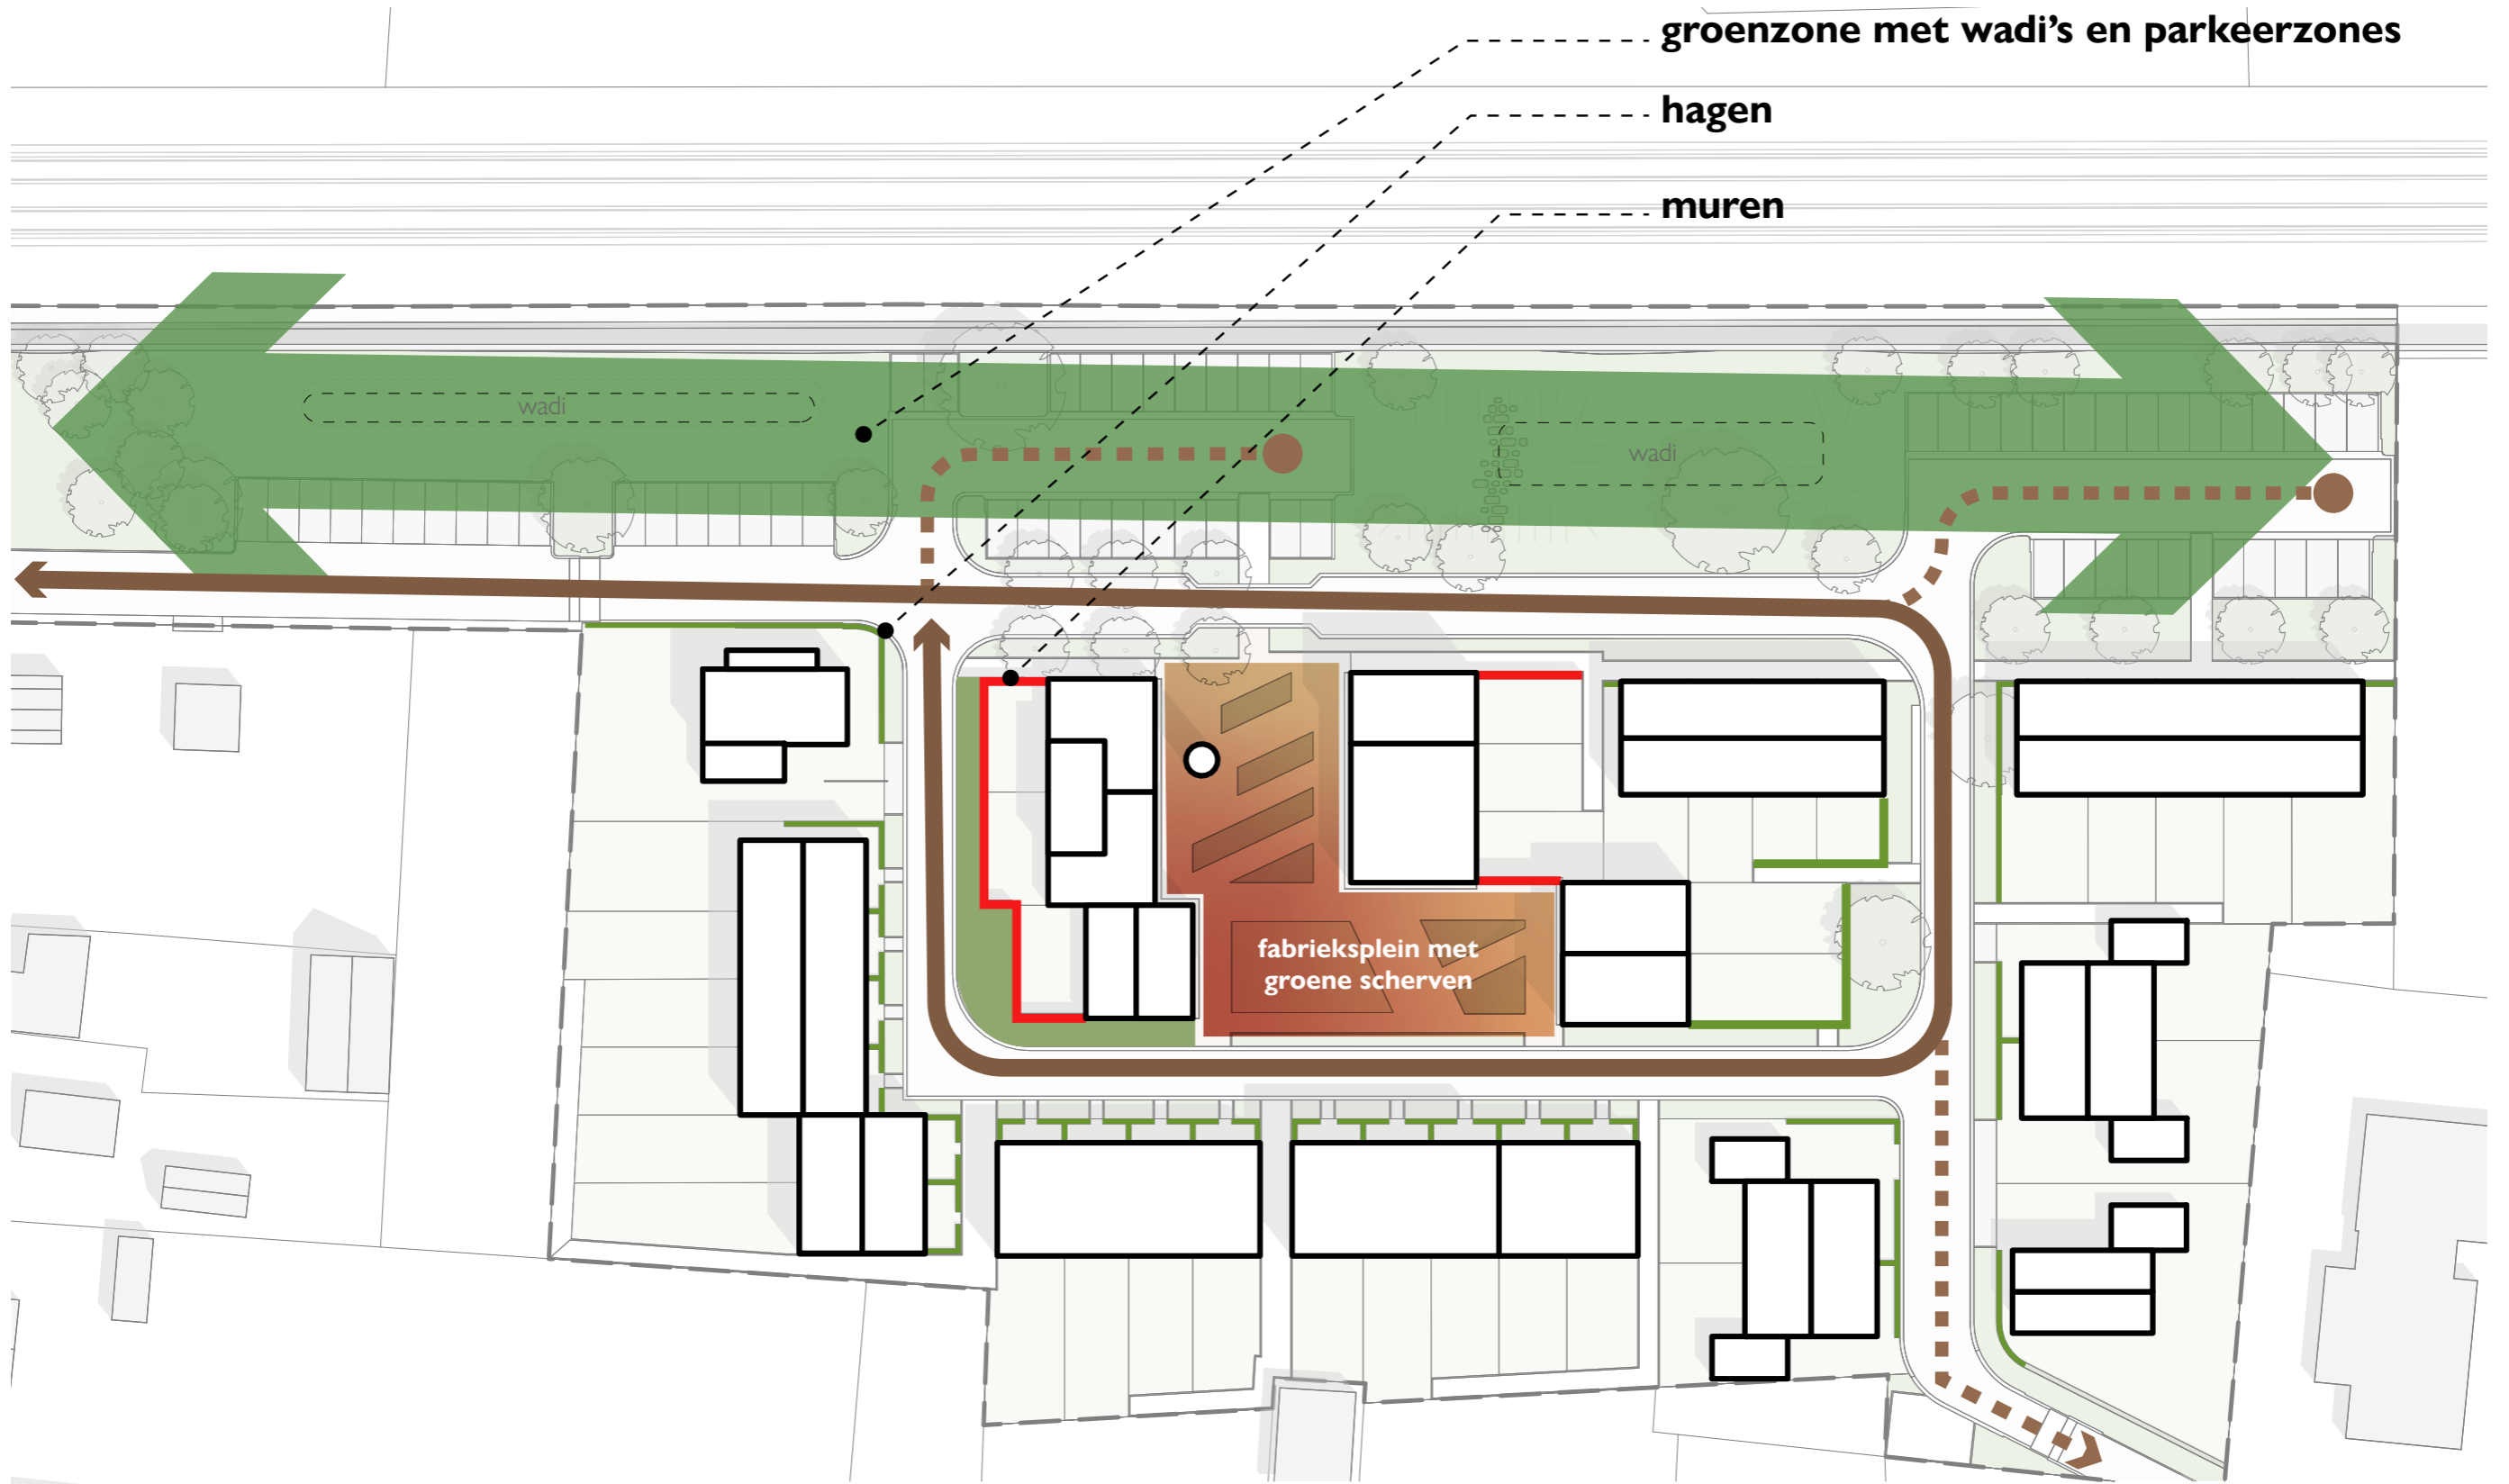 groenzone met wadi's en parkeerzones
hagen
muren
wadi
wadi
fabrieksplein met
groene scherven